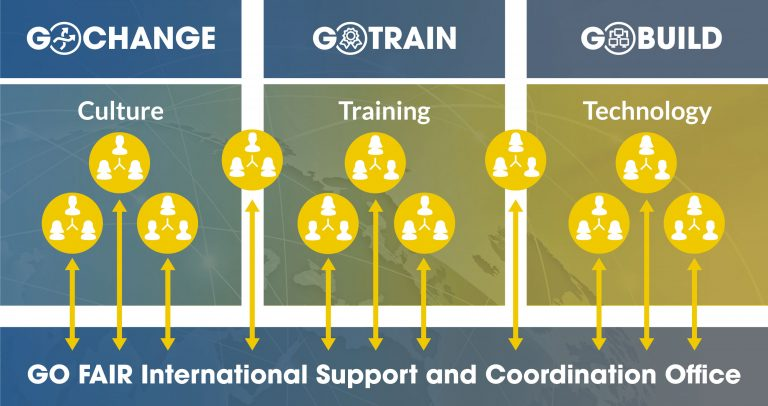 GO CHANGE
GO TRAIN
GO BUILD
Culture
Training
Technology
GO FAIR International Support and Coordination Office